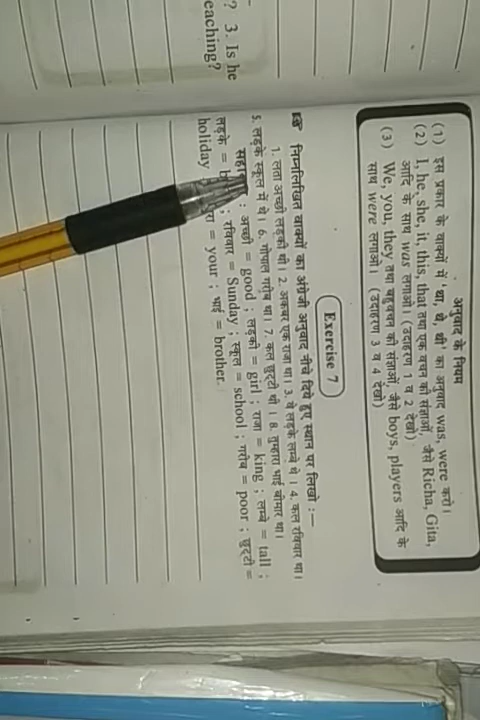 ? 3. Is he
eaching?
अनुवाद के नियम
(1) इस प्रकार के वाक्यों में 'था, थे, थी' का अनुवाद was, were करो।
(2) I, he, she, it, this, that तथा एक वचन की संज्ञाओं, जैसे Richa, Gita,
आदि के साथ was लगाओ। (उदाहरण 1 व 2 देखो)
(3) We, you, they तथा बहुवचन की संज्ञाओं, जैसे boys, players आदि के
साथ were लगाओ। (उदाहरण 3 व 4 देखो)
Exercise 7
निम्नलिखित वाक्यों का अंग्रेजी अनुवाद नीचे दिये हुए स्थान पर लिखो :—
1. लता अच्छी लड़की थी। 2. अकबर एक राजा था। 3. वे लड़के लम्बे थे। 4. कल रविवार था।
5. लड़के स्कूल में थे। 6. गोपाल गरीब था। 7. कल छुट्टी थी। 8. तुम्हारा भाई बीमार था।
: अच्छी = good ; लड़की = girl ; राजा = king ; लम्बे = tall ;
लड़के = ; रविवार = Sunday ; स्कूल = school ; गरीब = poor ; छुट्टी =
holiday = your ; भाई = brother.